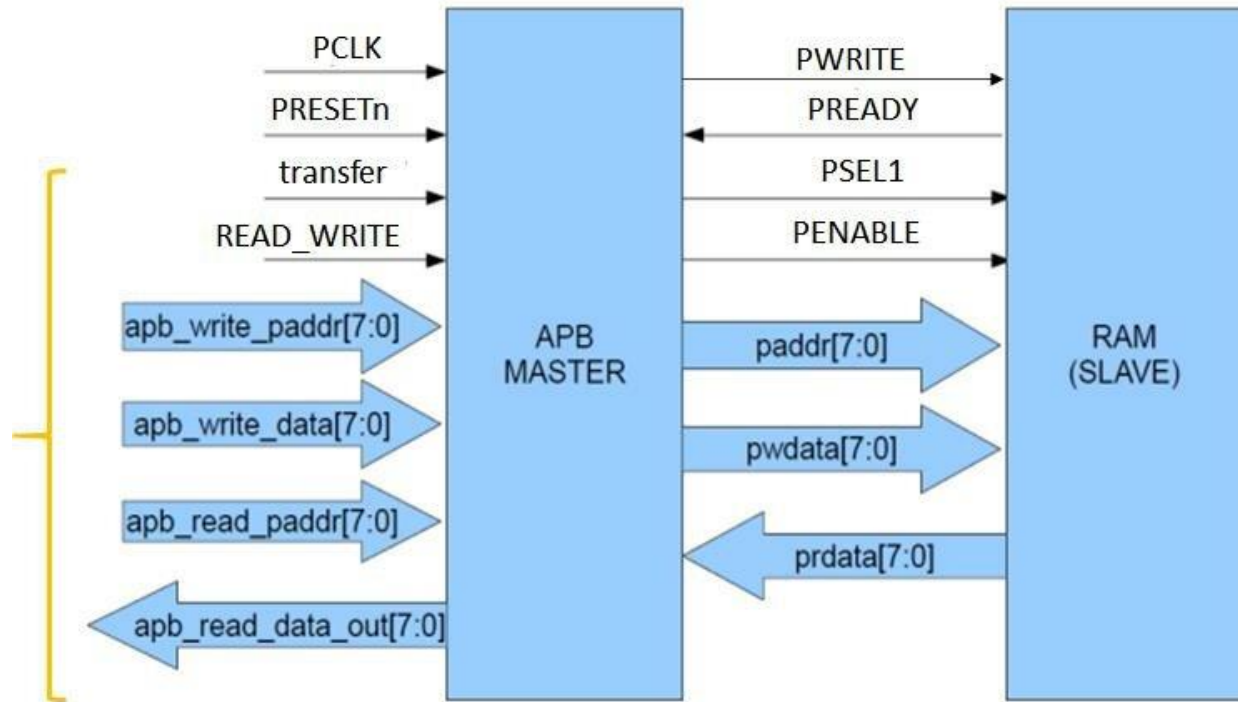 PCLK
PRESETn
transfer
READ_WRITE
apb_write_paddr[7:0]
apb_write_data[7:0]
apb_read_paddr[7:0]
apb_read_data_out[7:0]
APB
MASTER
PWRITE
PREADY
PSEL1
PENABLE
paddr[7:0]
pwdata[7:0]
prdata[7:0]
RAM
(SLAVE)